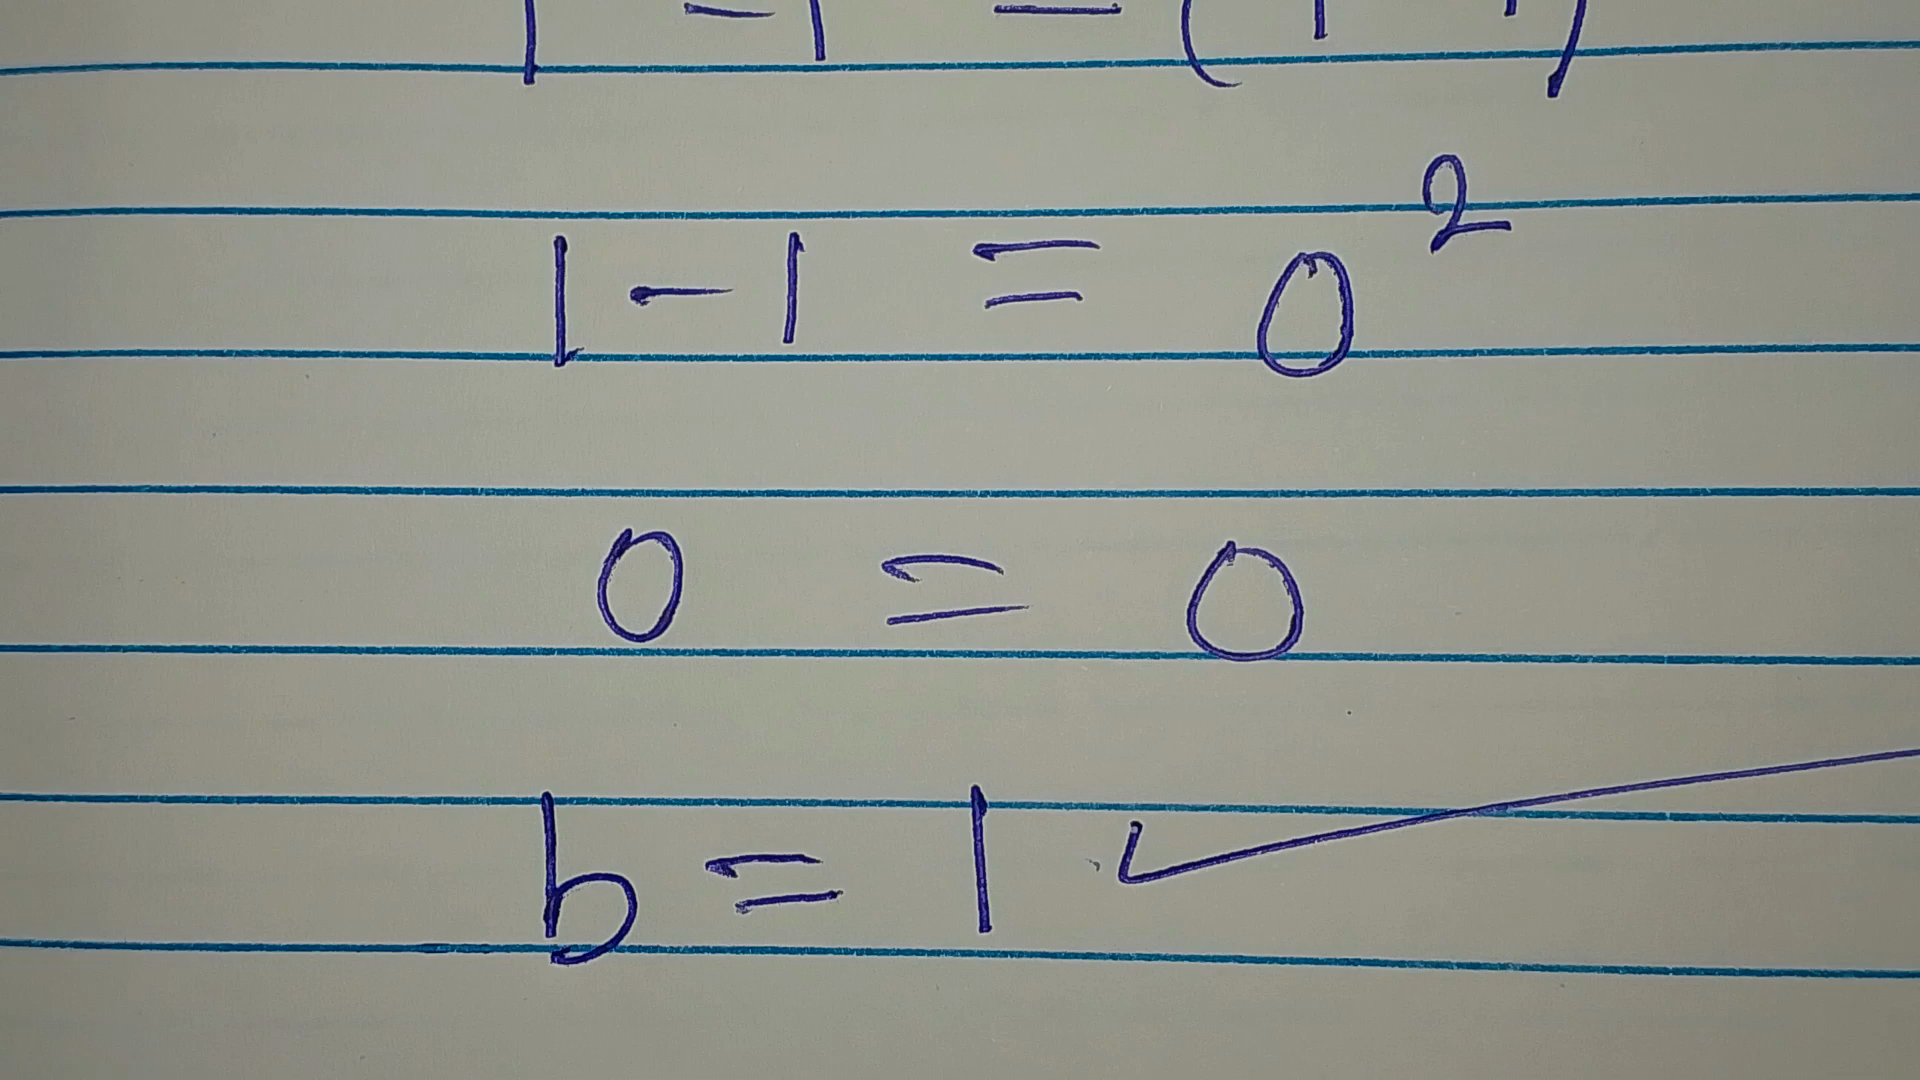 1 - 1 = 0²
0 = 0
b = 1 ✓